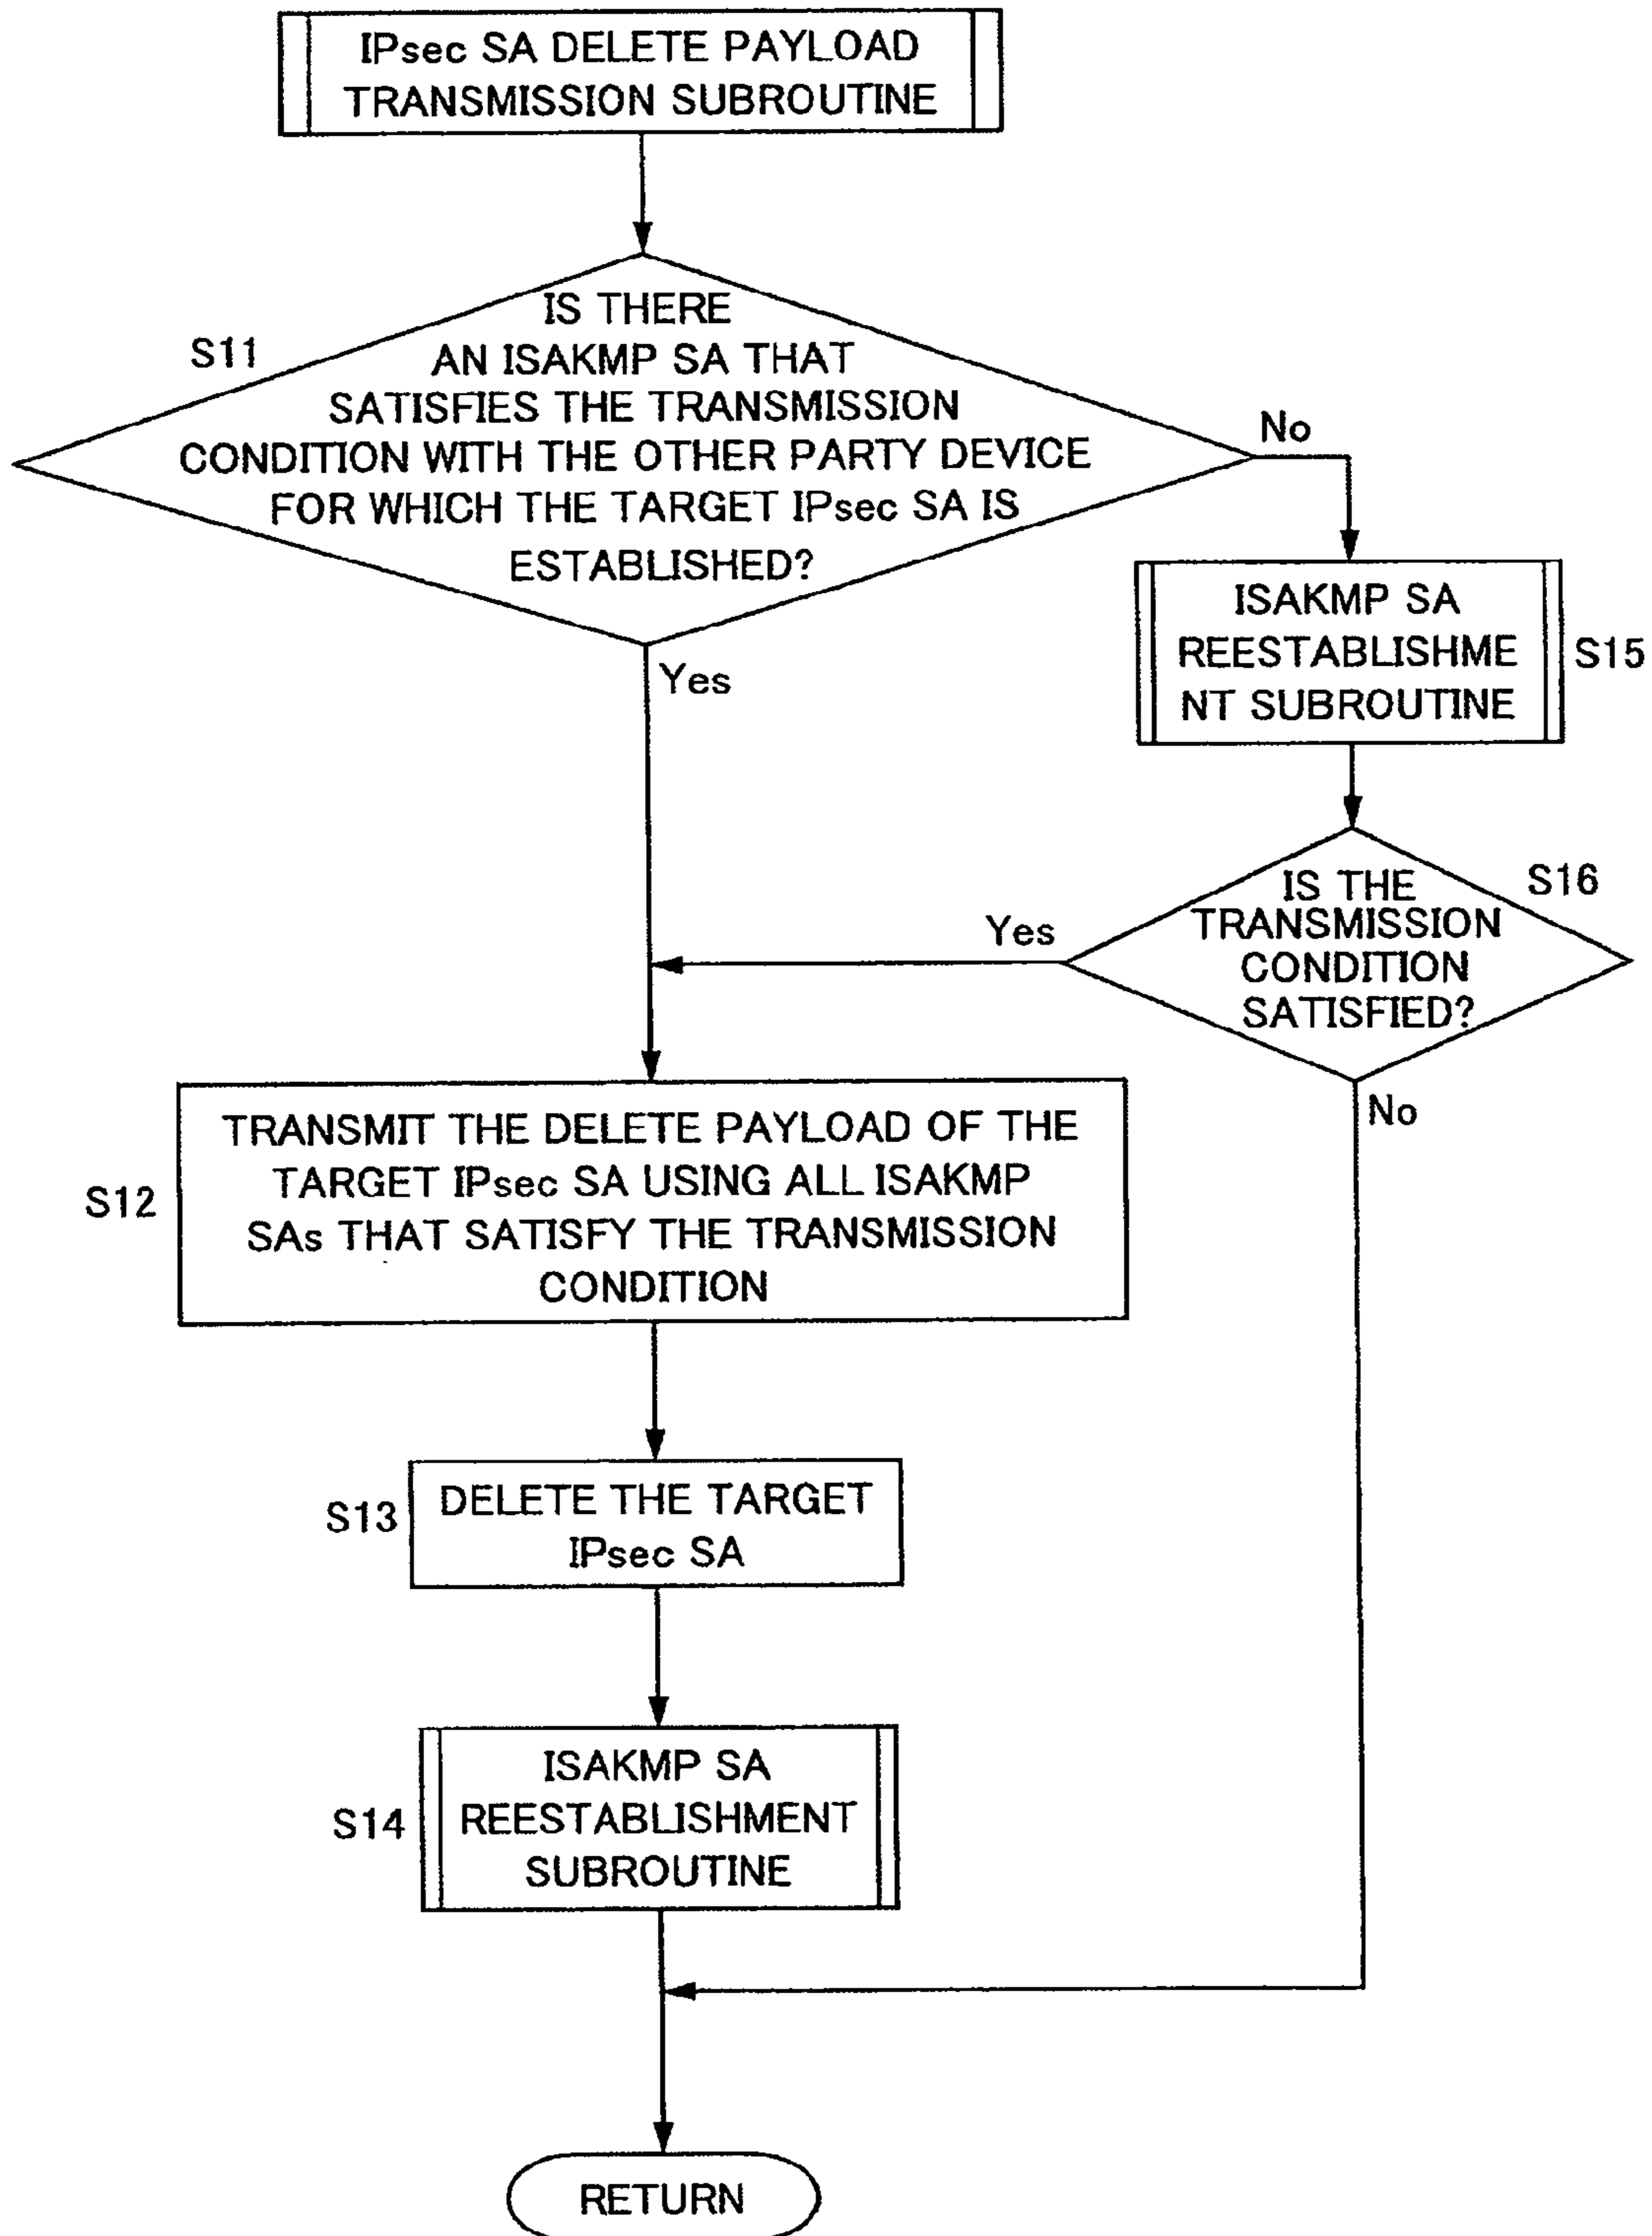 IPsec SA DELETE PAYLOAD
TRANSMISSION SUBROUTINE
S11
IS THERE
AN ISAKMP SA THAT
SATISFIES THE TRANSMISSION
CONDITION WITH THE OTHER PARTY DEVICE
FOR WHICH THE TARGET IPsec SA IS
ESTABLISHED?
No
Yes
ISAKMP SA
REESTABLISHME
NT SUBROUTINE
S15
IS THE
TRANSMISSION
CONDITION
SATISFIED?
S16
Yes
No
S12
TRANSMIT THE DELETE PAYLOAD OF THE
TARGET IPsec SA USING ALL ISAKMP
SAs THAT SATISFY THE TRANSMISSION
CONDITION
S13
DELETE THE TARGET
IPsec SA
S14
ISAKMP SA
REESTABLISHMENT
SUBROUTINE
RETURN